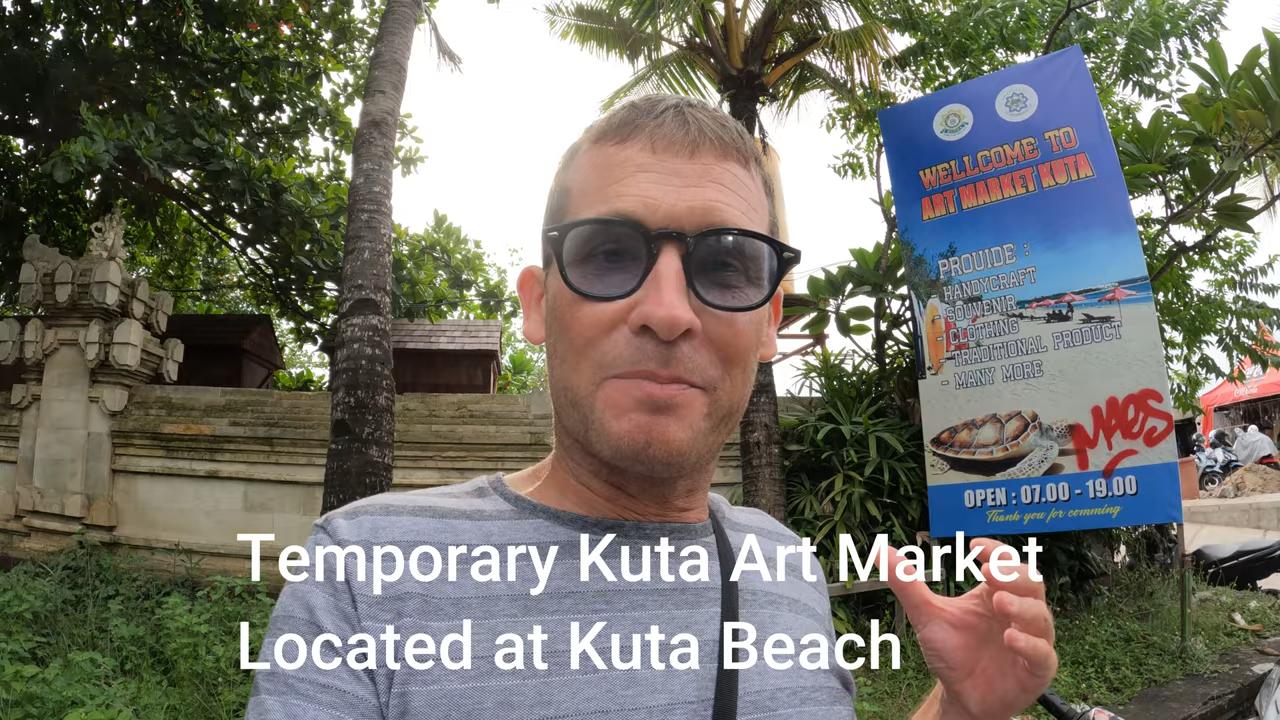 WELLCOME TO
ART MARKET KUTA
PROUIDE :
- HANDYCRAFT
- SOUVENIR
- CLOTHING
- TRADITIONAL PRODUCT
- MANY MORE
MAES
OPEN : 07.00 - 19.00
Thank you for comming
Temporary Kuta Art Market
Located at Kuta Beach